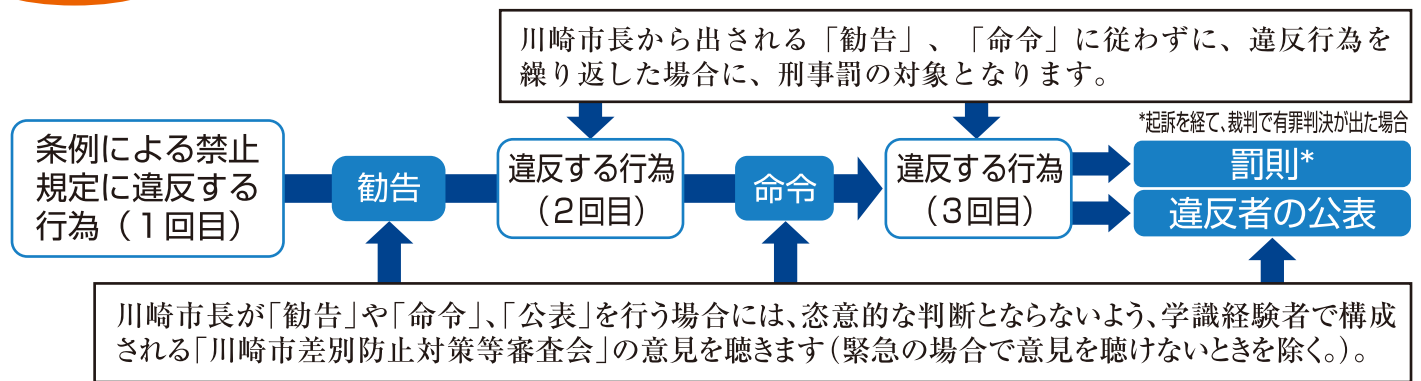 川崎市長から出される「勧告」、「命令」に従わずに、違反行為を
繰り返した場合に、刑事罰の対象となります。
*起訴を経て、裁判で有罪判決が出た場合
条例による禁止
規定に違反する
行為（１回目）
勧告
違反する行為
（２回目）
命令
違反する行為
（３回目）
罰則*
違反者の公表
川崎市長が「勧告」や「命令」、「公表」を行う場合には、恣意的な判断とならないよう、学識経験者で構成
される「川崎市差別防止対策等審査会」の意見を聴きます（緊急の場合で意見を聴けないときを除く。）。